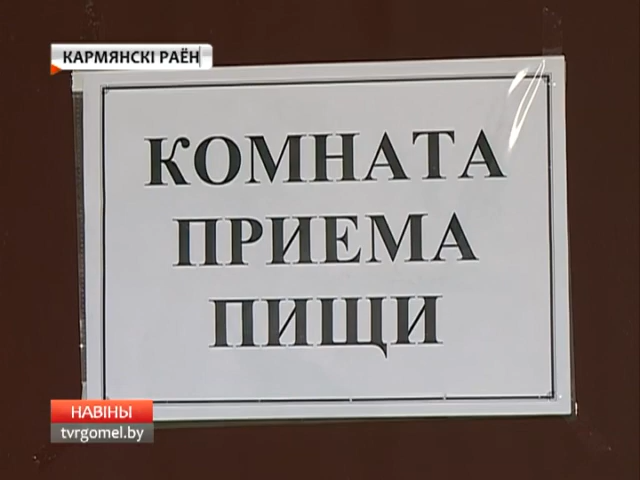 КАРМЯНСКІ РАЁН
КОМНАТА
ПРИЕМА
ПИЩИ
НАВІНЫ
tvrgomel.by